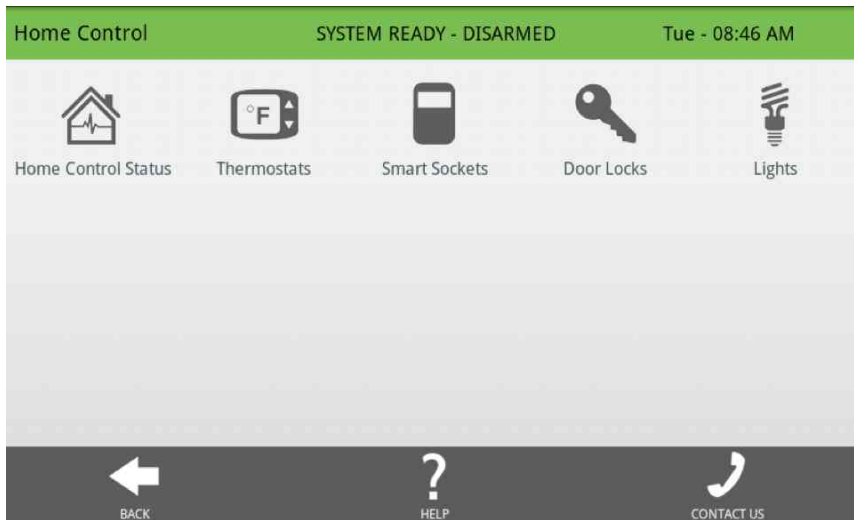 Home Control SYSTEM READY - DISARMED Tue - 08:46 AM
°F
Home Control Status Thermostats Smart Sockets Door Locks Lights
?
BACK HELP CONTACT US